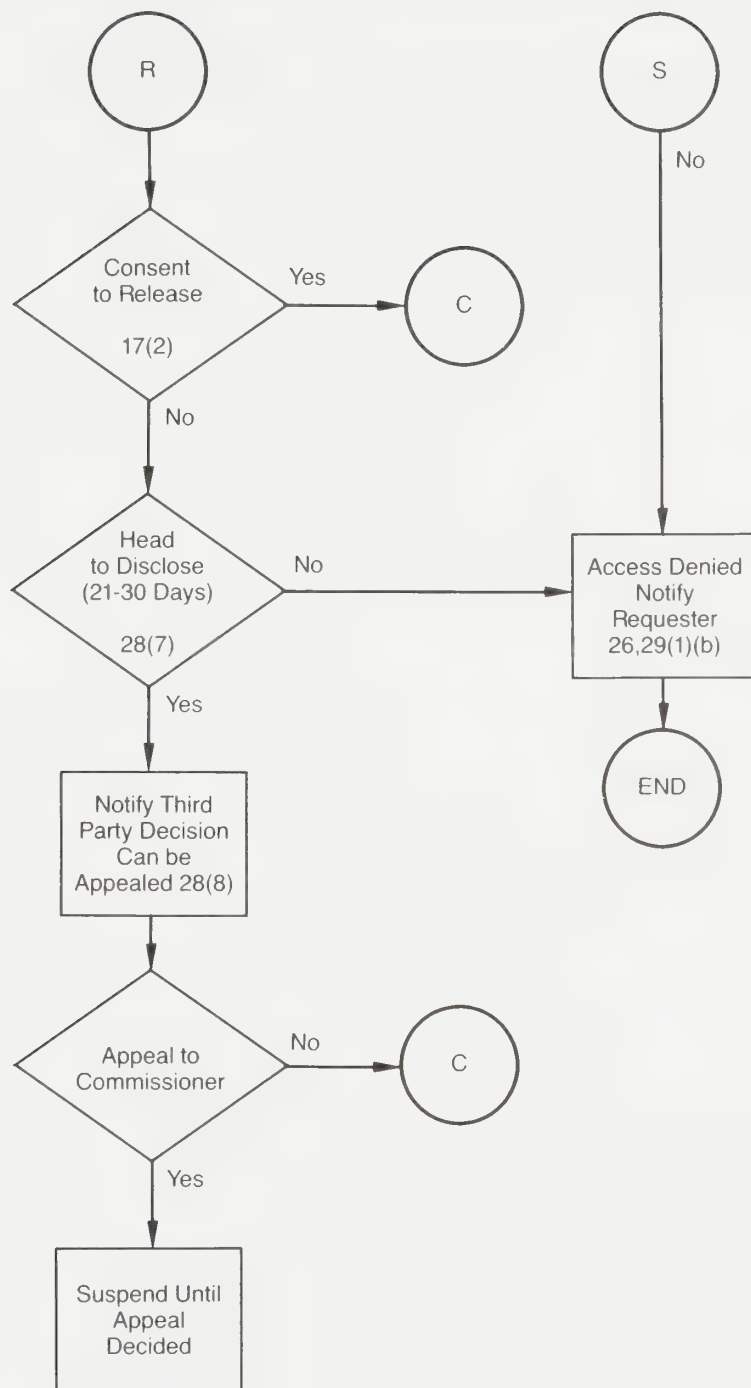 R
S
No
Consent
to Release
17(2)
Yes
C
No
Head
to Disclose
(21-30 Days)
28(7)
No
Access Denied
Notify
Requester
26,29(1)(b)
Yes
END
Notify Third
Party Decision
Can be
Appealed 28(8)
Appeal to
Commissioner
No
C
Yes
Suspend Until
Appeal
Decided